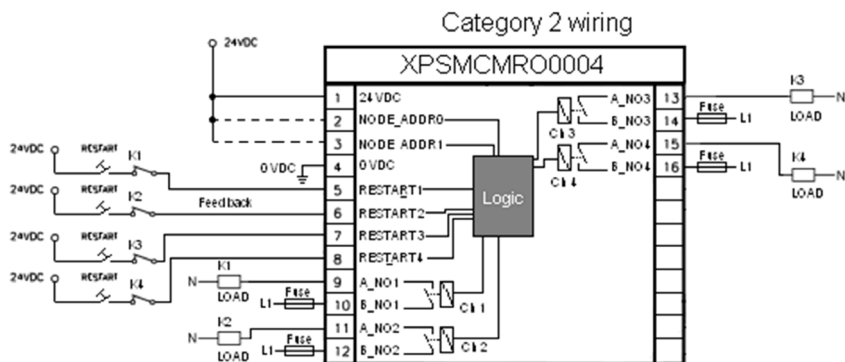 Category 2 wiring
XPSMCMRO0004
24VDC
1 24VDC
2 NODE_ADDR0
3 NODE ADDR1
4 0VDC
5 RESTART1
6 RESTART2
7 RESTART3
8 RESTART4
9 A_NO1
10 B_NO1
11 A_NO2
12 B_NO2
Logic
Ch 1
Ch 2
Ch 3
Ch 4
A_NO3 13
B_NO3 14
A_NO4 15
B_NO4 16
0VDC
24VDC RESTART K1
24VDC RESTART K2
Feedback
24VDC RESTART K3
24VDC RESTART K4
N K1
LOAD
L1 Fuse
N K2
LOAD
L1 Fuse
K3
N
LOAD
Fuse
L1
K4
N
LOAD
Fuse
L1